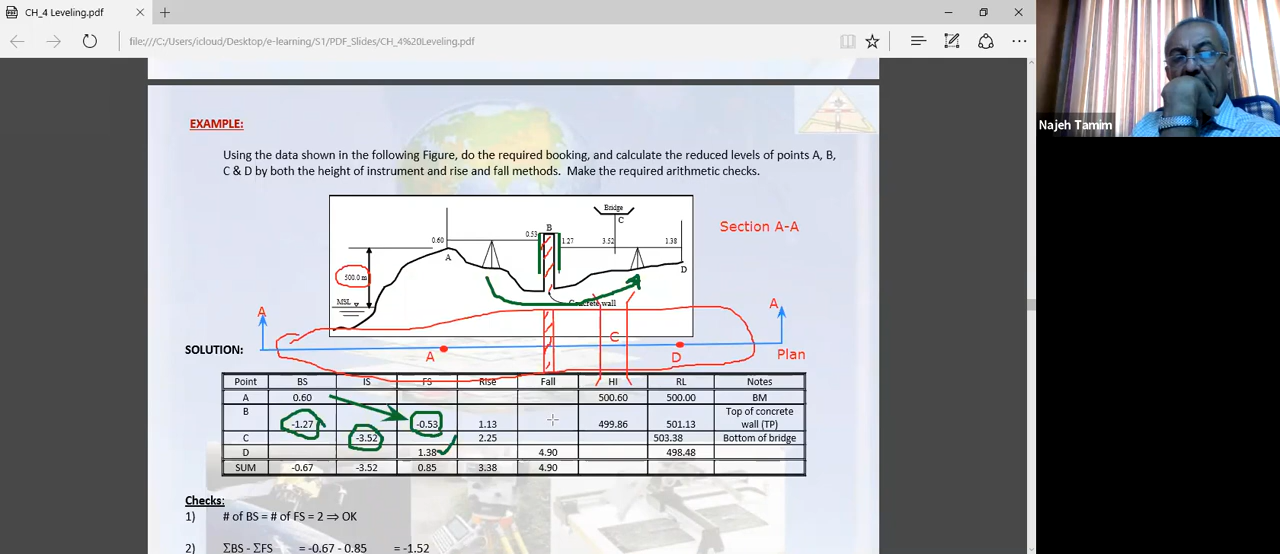 CH_4 Leveling.pdf
file:///C:/Users/icloud/Desktop/e-learning/S1/PDF_Slides/CH_4%20Leveling.pdf
Najeh Tamim
EXAMPLE:
Using the data shown in the following Figure, do the required booking, and calculate the reduced levels of points A, B,
C & D by both the height of instrument and rise and fall methods. Make the required arithmetic checks.
Bridge
C
B
0.60
0.53
1.27
3.52
1.38
A
D
500.0 m
MSL
Concrete wall
Section A-A
A
A
SOLUTION:
A
C
D
Plan
Point BS IS FS Rise Fall HI RL Notes
A 0.60 500.60 500.00 BM
B -1.27 -0.53 1.13 499.86 501.13 Top of concrete
wall (TP)
C -3.52 2.25 503.38 Bottom of bridge
D 1.38 4.90 498.48
SUM -0.67 -3.52 0.85 3.38 4.90
Checks:
1) # of BS = # of FS = 2 ⇒ OK
2) ΣBS - ΣFS = -0.67 - 0.85 = -1.52